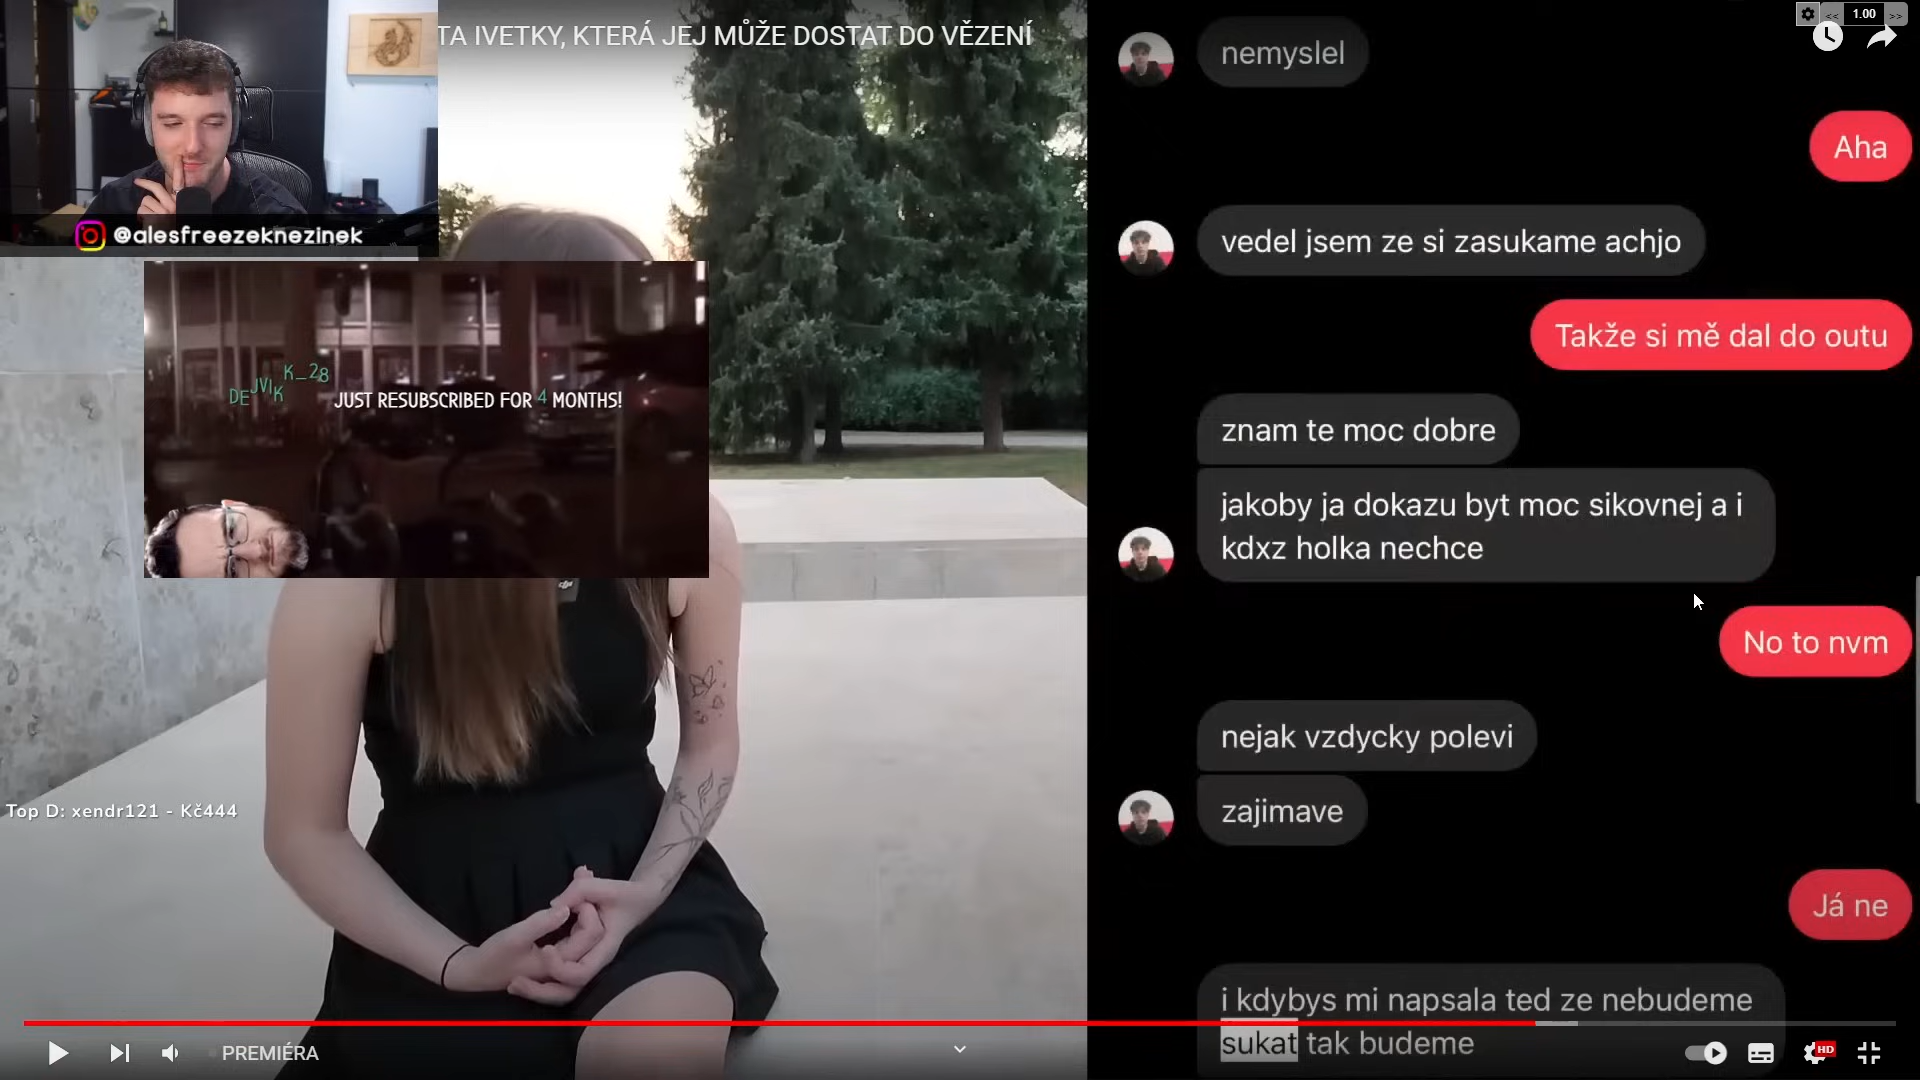 TA IVETKY, KTERÁ JEJ MŮŽE DOSTAT DO VĚZENÍ
<< 1.00 >>
@alesfreezeknezinek
DEJVIKK_28 JUST RESUBSCRIBED FOR 4 MONTHS!
Top D: xendr121 - Kč444
nemyslel
Aha
vedel jsem ze si zasukame achjo
Takže si mě dal do outu
znam te moc dobre
jakoby ja dokazu byt moc sikovnej a i
kdxz holka nechce
No to nvm
nejak vzdycky polevi
zajimave
Já ne
i kdybys mi napsala ted ze nebudeme
sukat tak budeme
PREMIÉRA
HD